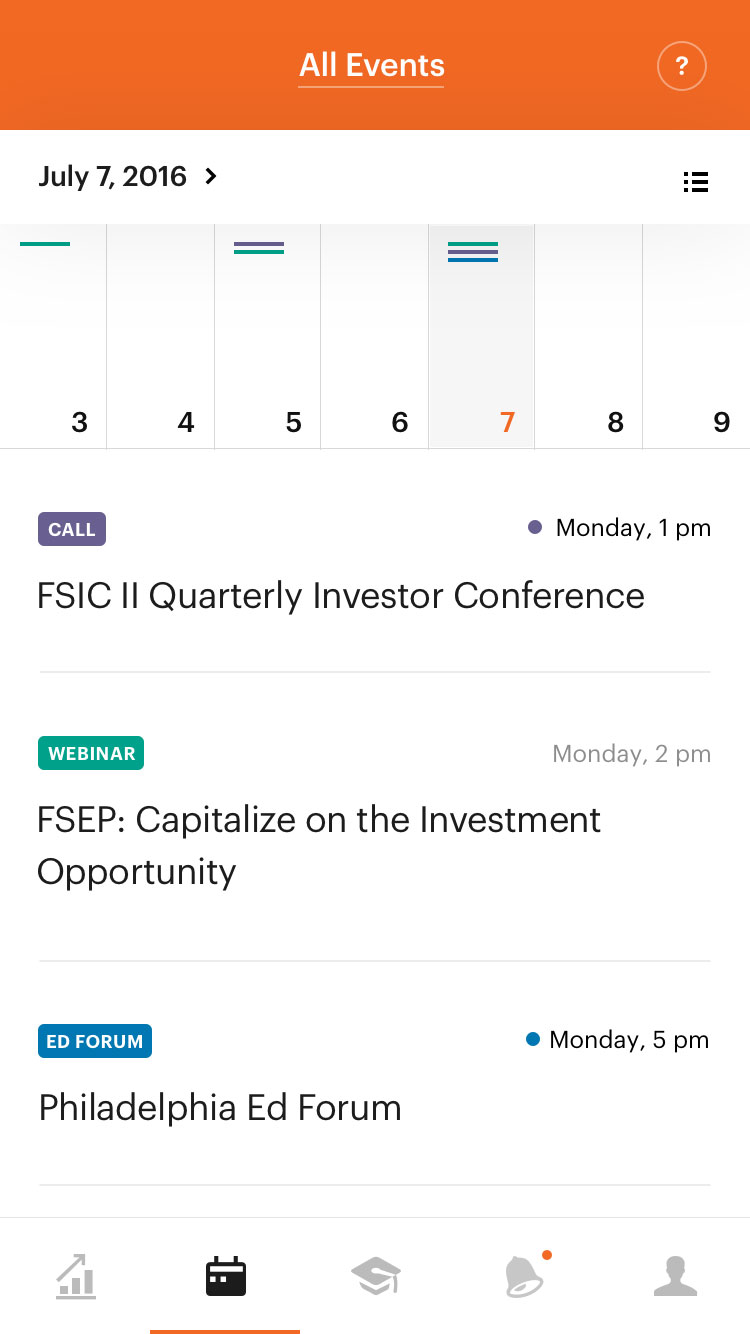 All Events
?
July 7, 2016
3 4 5 6 7 8 9
CALL
Monday, 1 pm
FSIC II Quarterly Investor Conference
WEBINAR
Monday, 2 pm
FSEP: Capitalize on the Investment
Opportunity
ED FORUM
Monday, 5 pm
Philadelphia Ed Forum